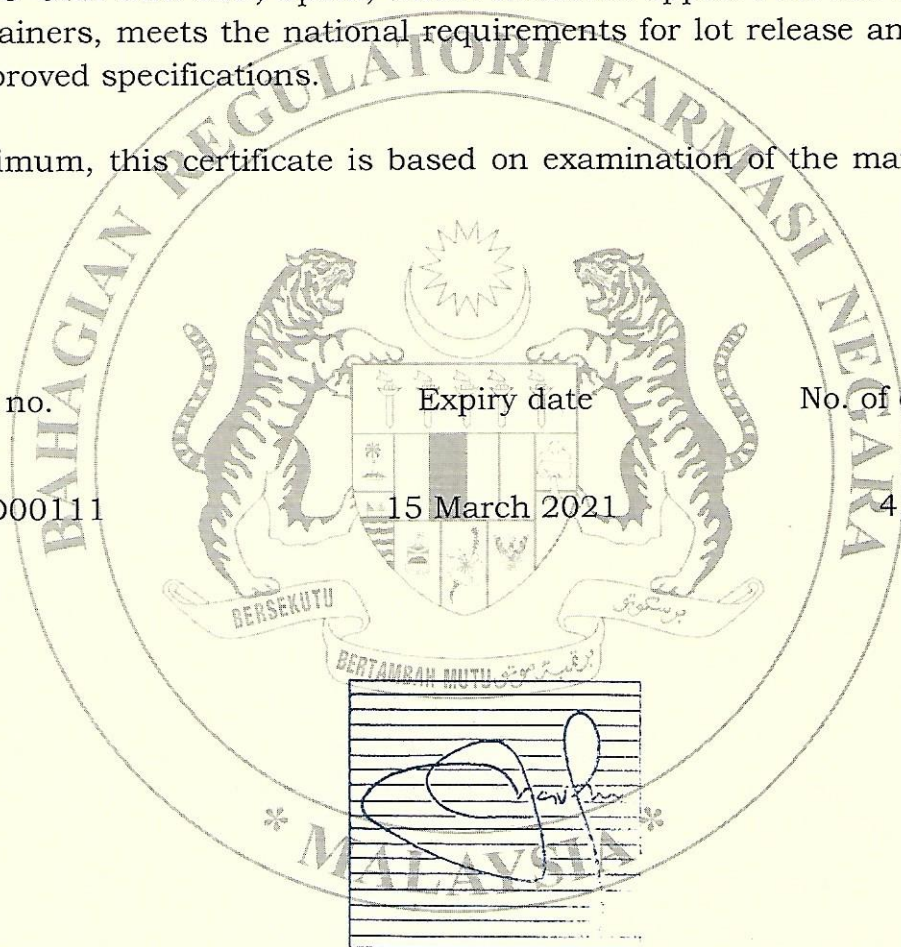 ainers, meets the national requirements for lot release an
proved specifications.
imum, this certificate is based on examination of the ma
no.
Expiry date
No. of
000111
15 March 2021
4
BAHAGIAN REGULATORI FARMASI NEGARA
BERSEKUTU
برسكوتو
BERTAMBAH MUTU
* MALAYSIA *